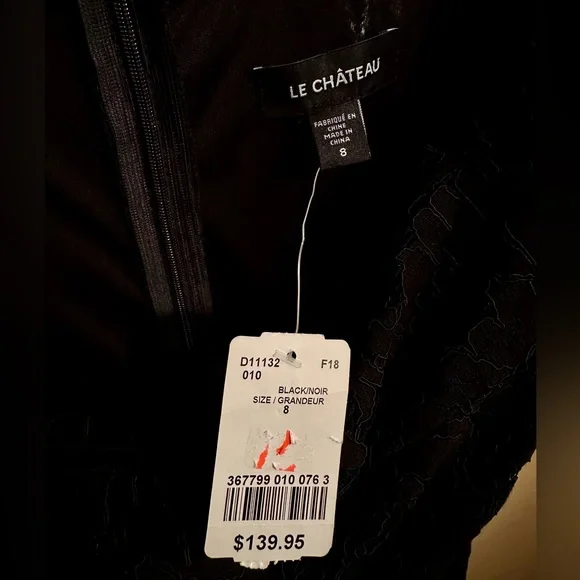 LE CHÂTEAU
FABRIQUÉ EN
CHINE
MADE IN
CHINA
8
D11132 F18
010
BLACK/NOIR
SIZE / GRANDEUR
8
367799 010 076 3
$139.95